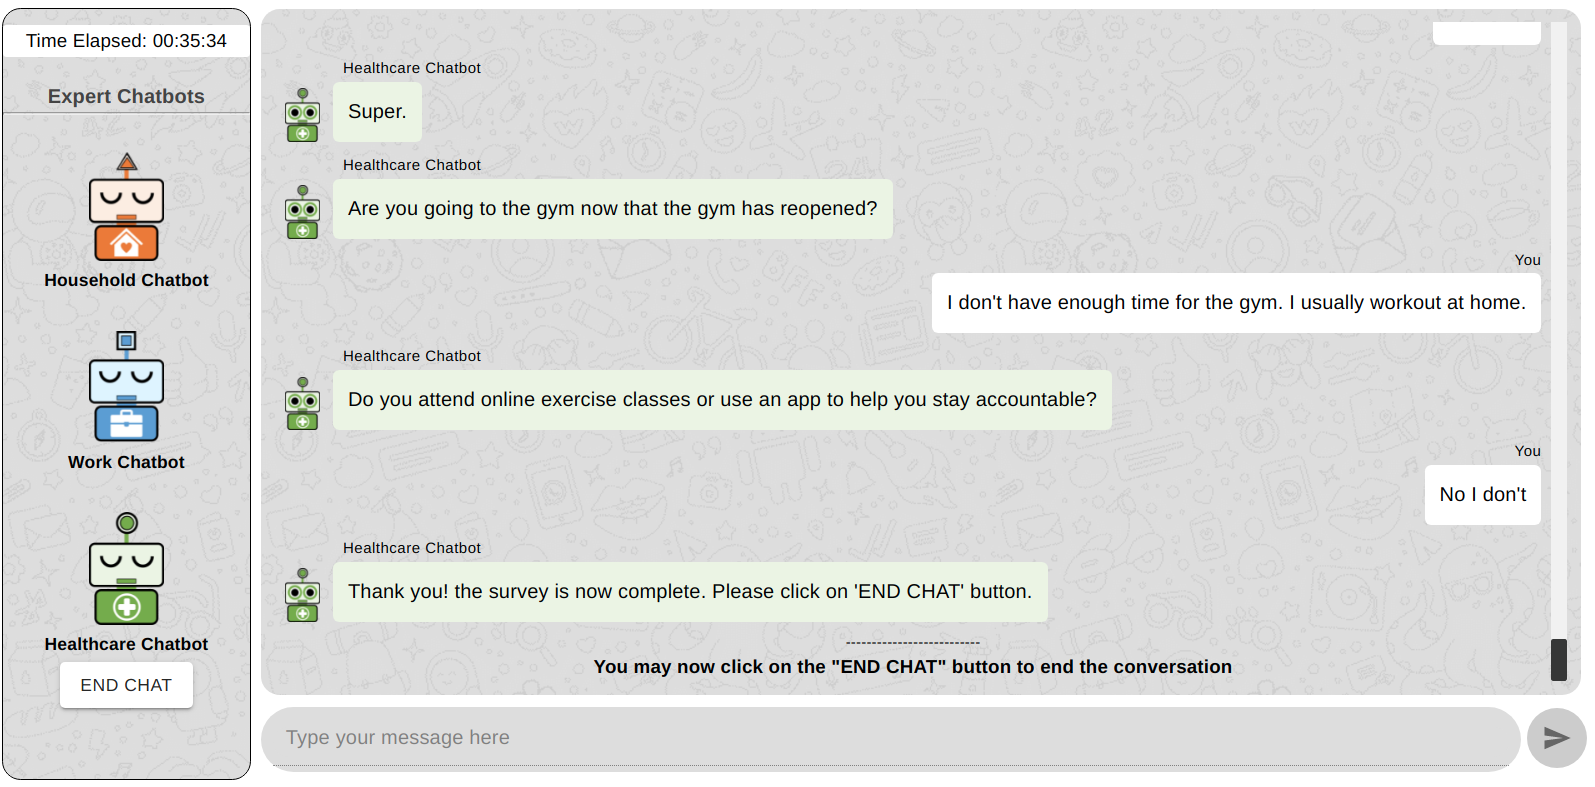 Time Elapsed: 00:35:34
Expert Chatbots
Household Chatbot
Work Chatbot
Healthcare Chatbot
END CHAT
Healthcare Chatbot
Super.
Healthcare Chatbot
Are you going to the gym now that the gym has reopened?
You
I don't have enough time for the gym. I usually workout at home.
Healthcare Chatbot
Do you attend online exercise classes or use an app to help you stay accountable?
You
No I don't
Healthcare Chatbot
Thank you! the survey is now complete. Please click on 'END CHAT' button.
--------------------------
You may now click on the "END CHAT" button to end the conversation
Type your message here